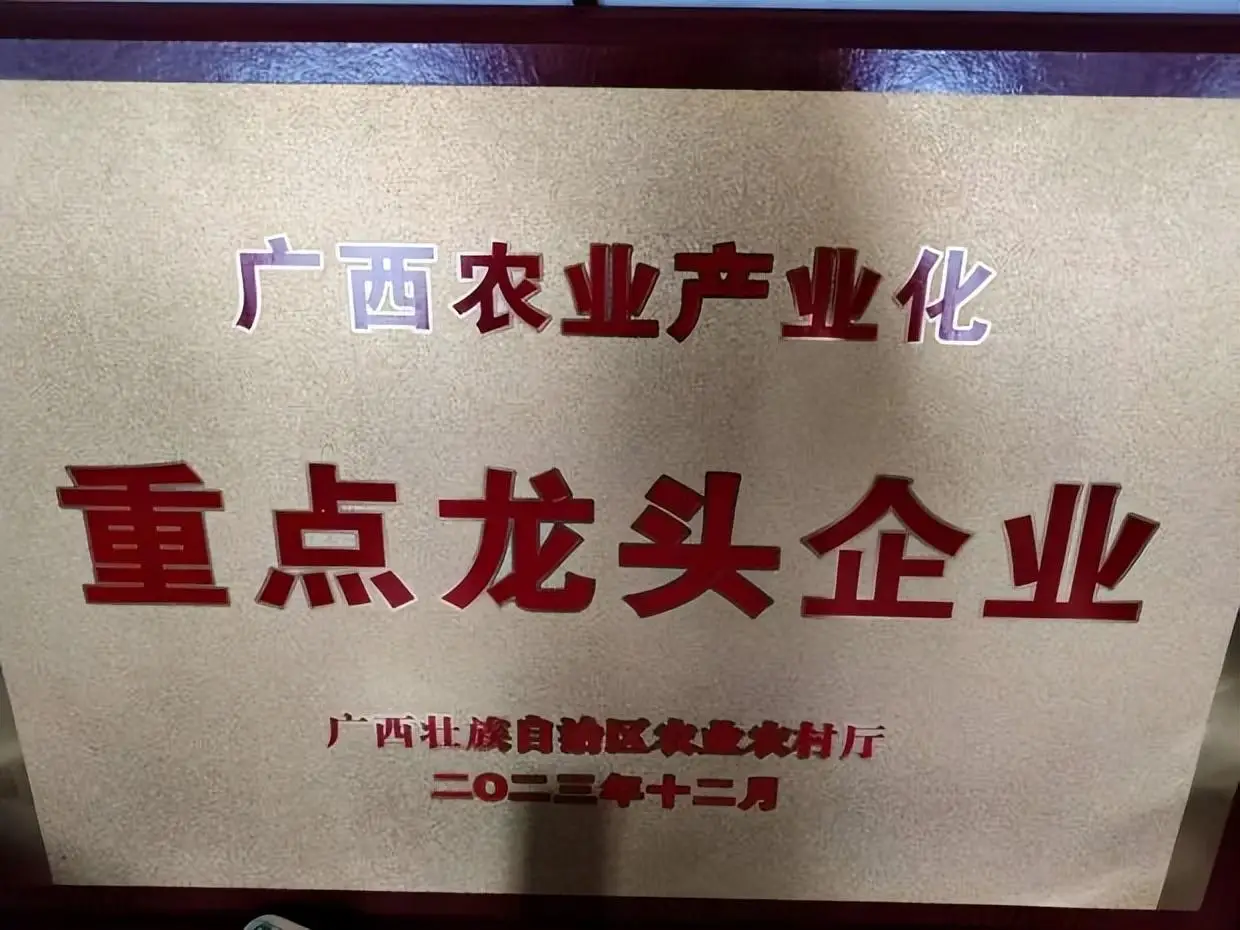 广西农业产业化
重点龙头企业
广西壮族自治区农业农村厅
二〇二三年十二月